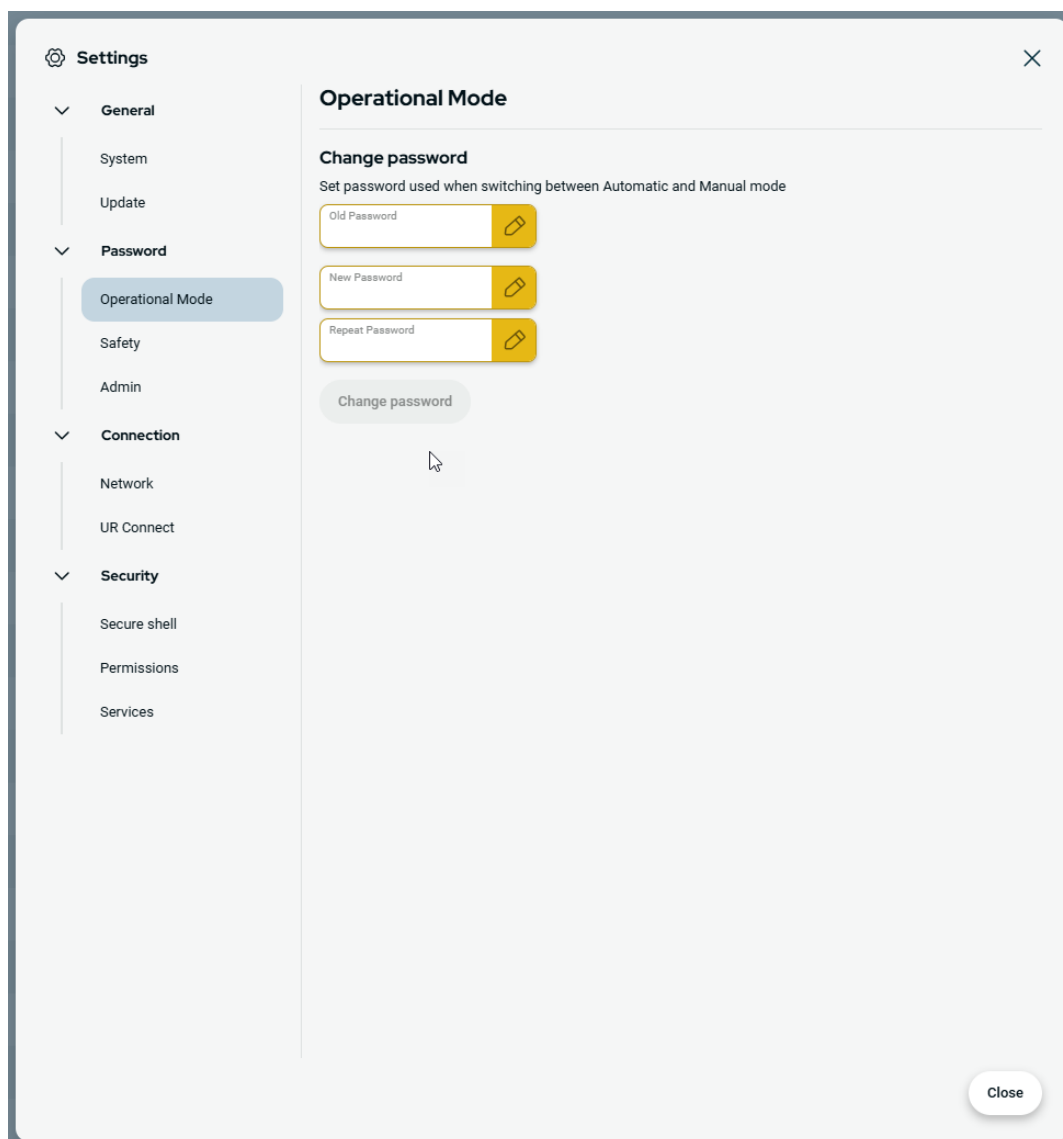 Settings
General
System
Update
Password
Operational Mode
Safety
Admin
Connection
Network
UR Connect
Security
Secure shell
Permissions
Services
Operational Mode
Change password
Set password used when switching between Automatic and Manual mode
Old Password
New Password
Repeat Password
Change password
Close